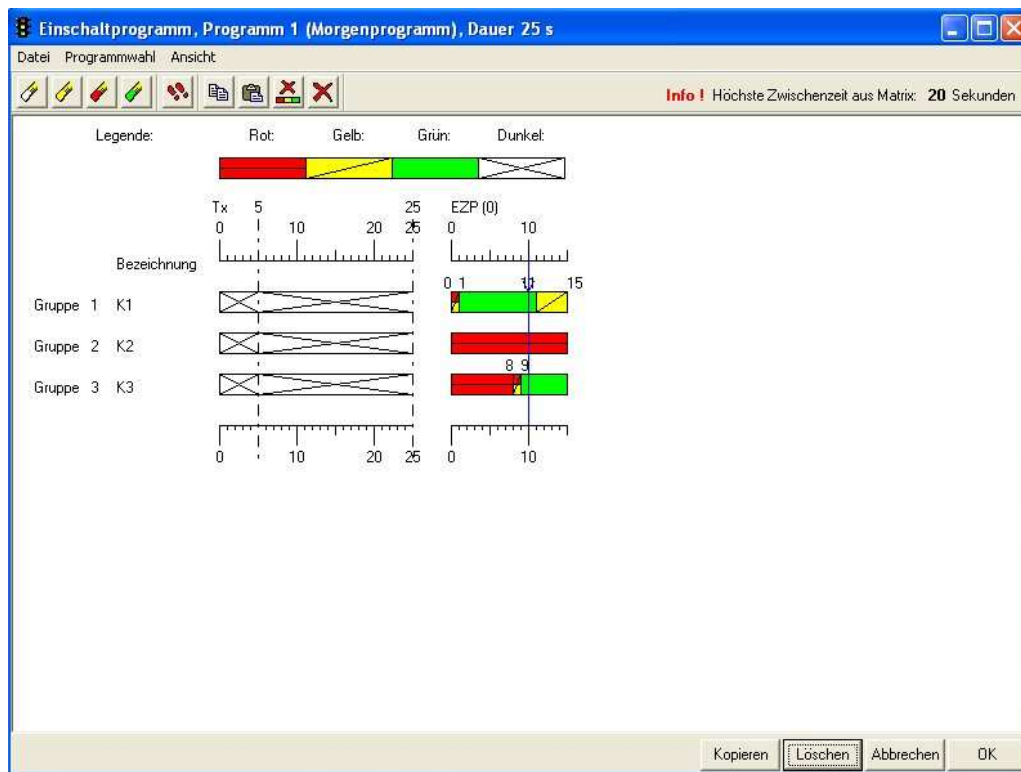 Einschaltprogramm, Programm 1 (Morgenprogramm), Dauer 25 s
Datei Programmwahl Ansicht
Info ! Höchste Zwischenzeit aus Matrix: 20 Sekunden
Legende: Rot: Gelb: Grün: Dunkel:
Tx 5 25 EZP (0)
0 10 20 25 0 10
Bezeichnung
0 1 11 15
Gruppe 1 K1
Gruppe 2 K2
8 9
Gruppe 3 K3
0 10 20 25 0 10
Kopieren Löschen Abbrechen OK